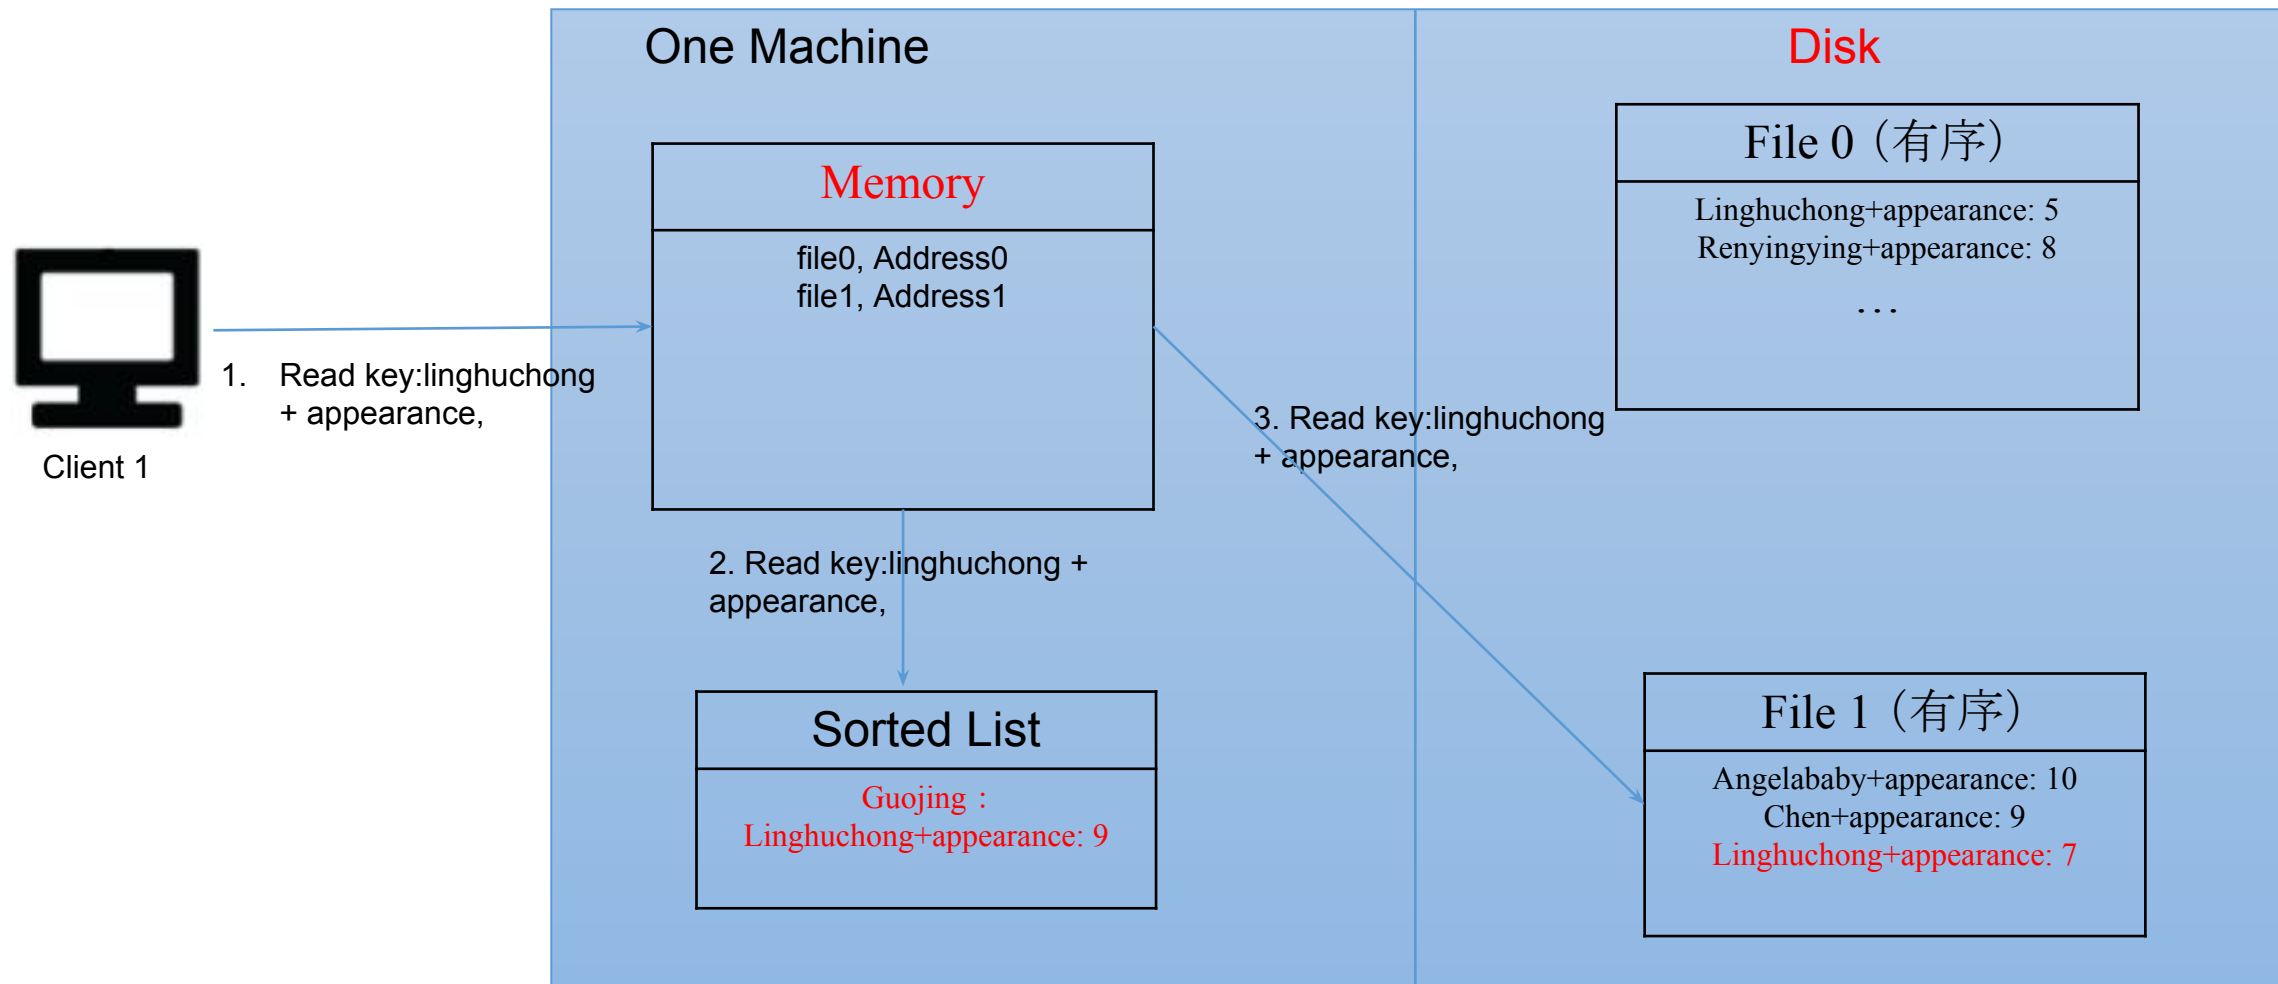 One Machine
Disk
Memory
file0, Address0
file1, Address1
File 0（有序）
Linghuchong+appearance: 5
Renyingying+appearance: 8
…
Client 1
1. Read key:linghuchong
+ appearance,
2. Read key:linghuchong +
appearance,
3. Read key:linghuchong
+ appearance,
Sorted List
Guojing：
Linghuchong+appearance: 9
File 1（有序）
Angelababy+appearance: 10
Chen+appearance: 9
Linghuchong+appearance: 7